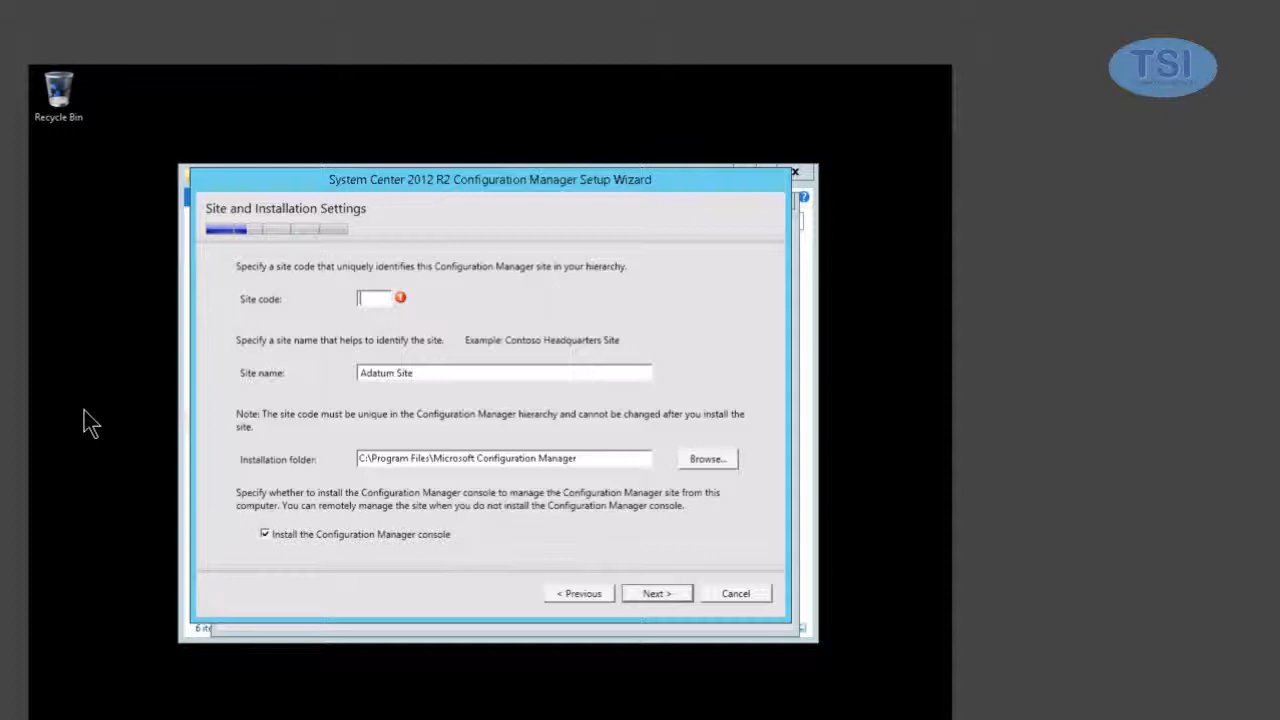 TSI
Recycle Bin
System Center 2012 R2 Configuration Manager Setup Wizard
x
?
Site and Installation Settings
Specify a site code that uniquely identifies this Configuration Manager site in your hierarchy.
Site code:
!
Specify a site name that helps to identify the site. Example: Contoso Headquarters Site
Site name: Adatum Site
Note: The site code must be unique in the Configuration Manager hierarchy and cannot be changed after you install the
site.
Installation folder: C:\Program Files\Microsoft Configuration Manager Browse...
Specify whether to install the Configuration Manager console to manage the Configuration Manager site from this
computer. You can remotely manage the site when you do not install the Configuration Manager console.
Install the Configuration Manager console
< Previous Next > Cancel
6